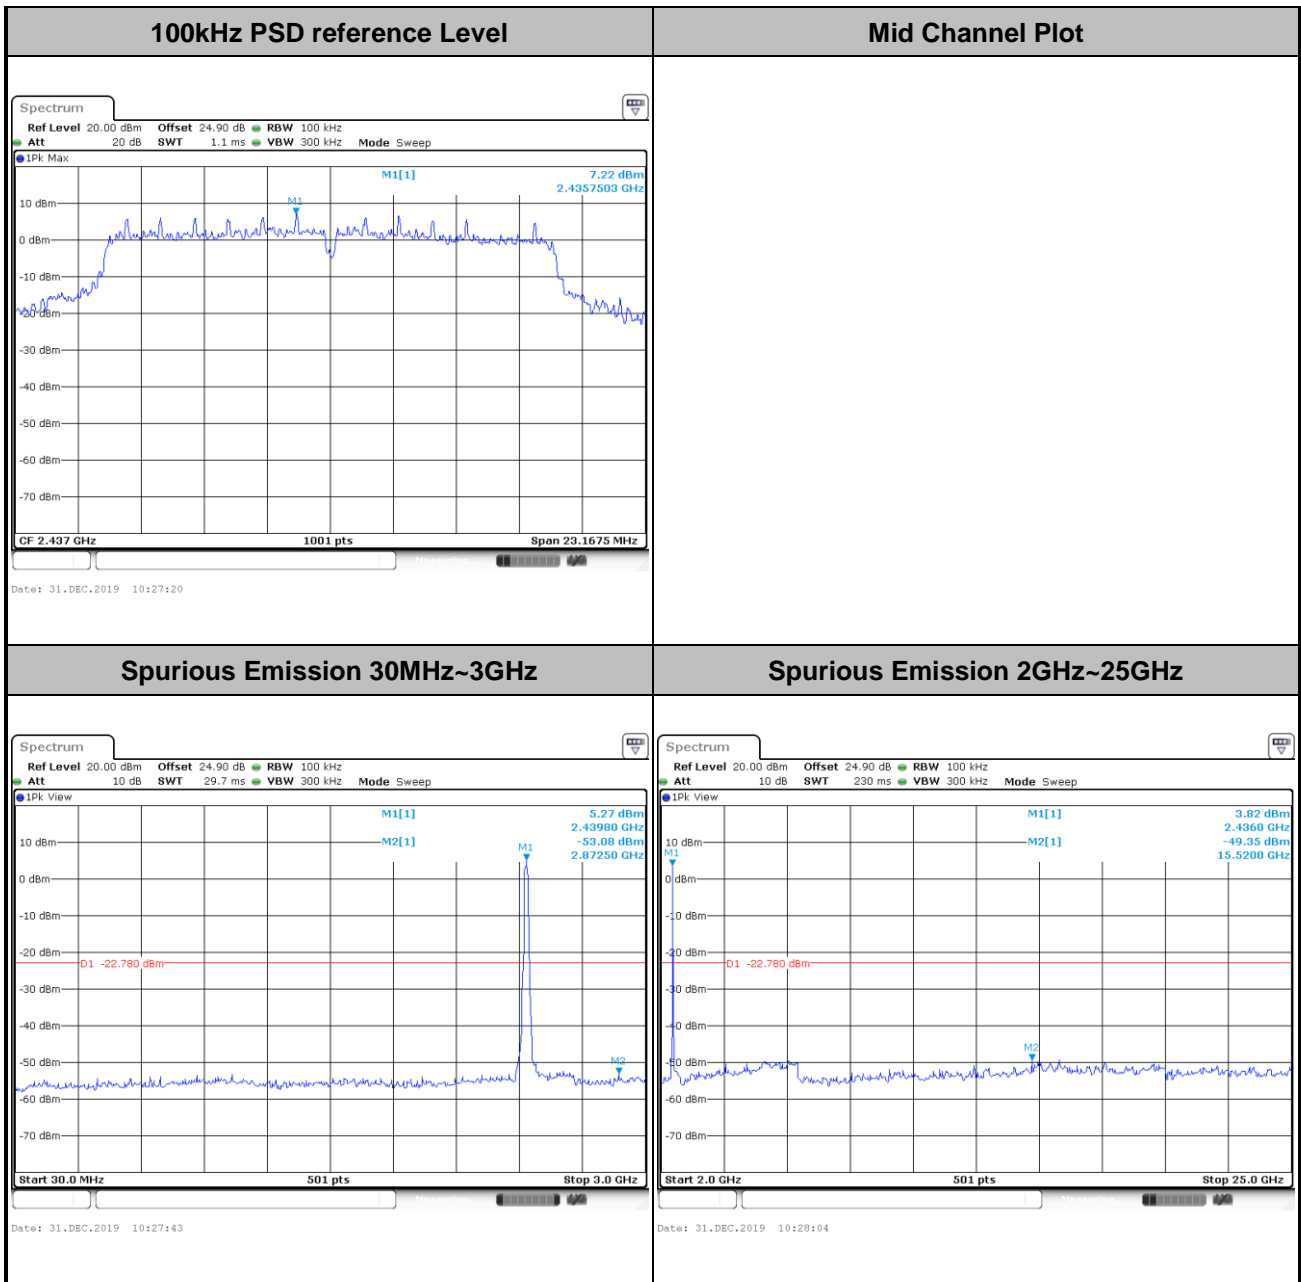 100kHz PSD reference Level
Mid Channel Plot
Spectrum
Ref Level 20.00 dBm Offset 24.90 dB RBW 100 kHz
Att 20 dB SWT 1.1 ms VBW 300 kHz Mode Sweep
1Pk Max
M1[1] 7.22 dBm
2.4357503 GHz
M1
10 dBm
0 dBm
-10 dBm
-20 dBm
-30 dBm
-40 dBm
-50 dBm
-60 dBm
-70 dBm
CF 2.437 GHz 1001 pts Span 23.1675 MHz
Measuring
Date: 31.DEC.2019 10:27:20
Spurious Emission 30MHz~3GHz
Spurious Emission 2GHz~25GHz
Spectrum
Ref Level 20.00 dBm Offset 24.90 dB RBW 100 kHz
Att 10 dB SWT 29.7 ms VBW 300 kHz Mode Sweep
1Pk View
M1[1] 5.27 dBm
2.43980 GHz
M2[1] -53.08 dBm
2.87250 GHz
M1
10 dBm
0 dBm
-10 dBm
-20 dBm
D1 -22.780 dBm
-30 dBm
-40 dBm
-50 dBm
M2
-60 dBm
-70 dBm
Start 30.0 MHz 501 pts Stop 3.0 GHz
Measuring
Date: 31.DEC.2019 10:27:43
Spectrum
Ref Level 20.00 dBm Offset 24.90 dB RBW 100 kHz
Att 10 dB SWT 230 ms VBW 300 kHz Mode Sweep
1Pk View
M1[1] 3.82 dBm
2.4360 GHz
M2[1] -49.35 dBm
15.5200 GHz
10 dBm
M1
0 dBm
-10 dBm
-20 dBm
D1 -22.780 dBm
-30 dBm
-40 dBm
M2
-50 dBm
-60 dBm
-70 dBm
Start 2.0 GHz 501 pts Stop 25.0 GHz
Measuring
Date: 31.DEC.2019 10:28:04